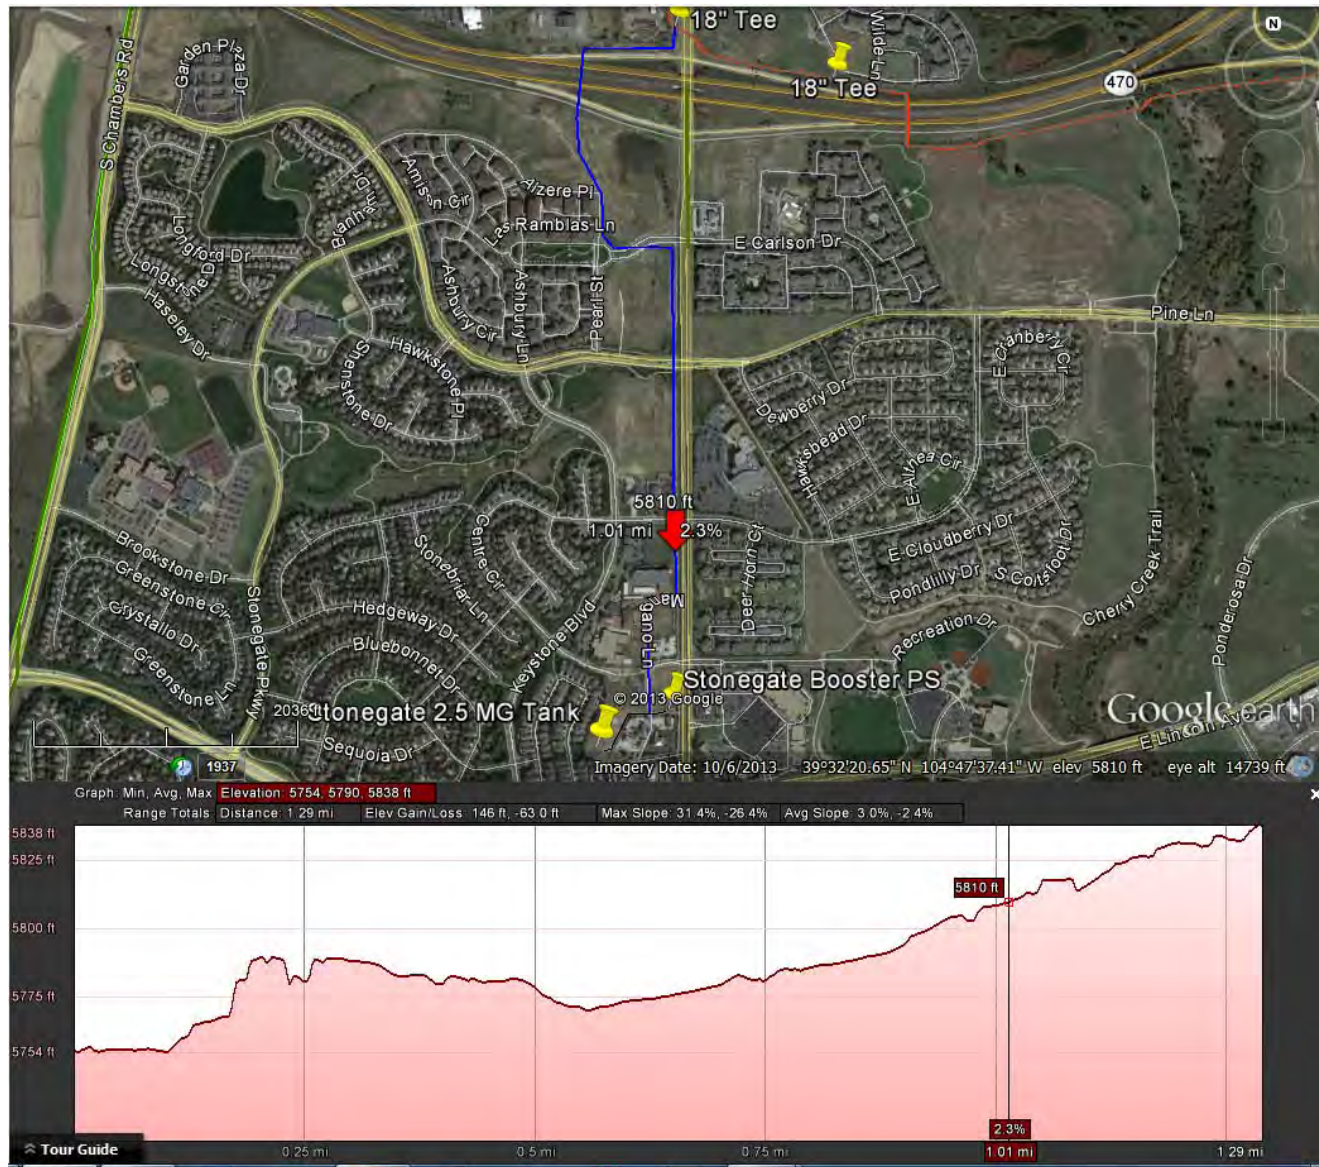 18" Tee
Wilde Ln
18" Tee
N
470
S Chambers Rd
Garden Plaza Dr
Amison Cir
Aizere Pl
Las Ramblas Ln
E Carlson Dr
Longford Dr
Ashbury Cir
Ashbury Ln
Pearl St
Pine Ln
Haseley Dr
Hawkstone Pl
E Cranberry Cir
Dewberry Dr
Hawksbead Dr
E Althea Cir
5810 ft
1.01 mi
2.3%
Centre Cir
Stonebriar Ln
Deer Horn Ct
E Cloudberry Dr
Pondlilly Dr
S Coltsfoot Dr
Cherry Creek Trail
Ponderosa Dr
Brookstone Dr
Greenstone Cir
Crystallo Dr
Greenstone Ln
Stonegate Pkwy
Hedgeway Dr
Bluebonnet Dr
Keystone Blvd
Recreation Dr
Stonegate Booster PS
© 2013 Google
Stonegate 2.5 MG Tank
Sequoia Dr
Google earth
E Lincoln Ave
1937
Imagery Date: 10/6/2013 39°32'20.65" N 104°47'37.41" W elev 5810 ft eye alt 14739 ft
Graph: Min, Avg, Max Elevation: 5754, 5790, 5838 ft
Range Totals: Distance: 1.29 mi Elev Gain/Loss: 146 ft, -63.0 ft Max Slope: 31.4%, -26.4% Avg Slope: 3.0%, -2.4%
5838 ft
5825 ft
5810 ft
5800 ft
5775 ft
5754 ft
2.3%
Tour Guide
0.25 mi 0.5 mi 0.75 mi 1.01 mi 1.29 mi